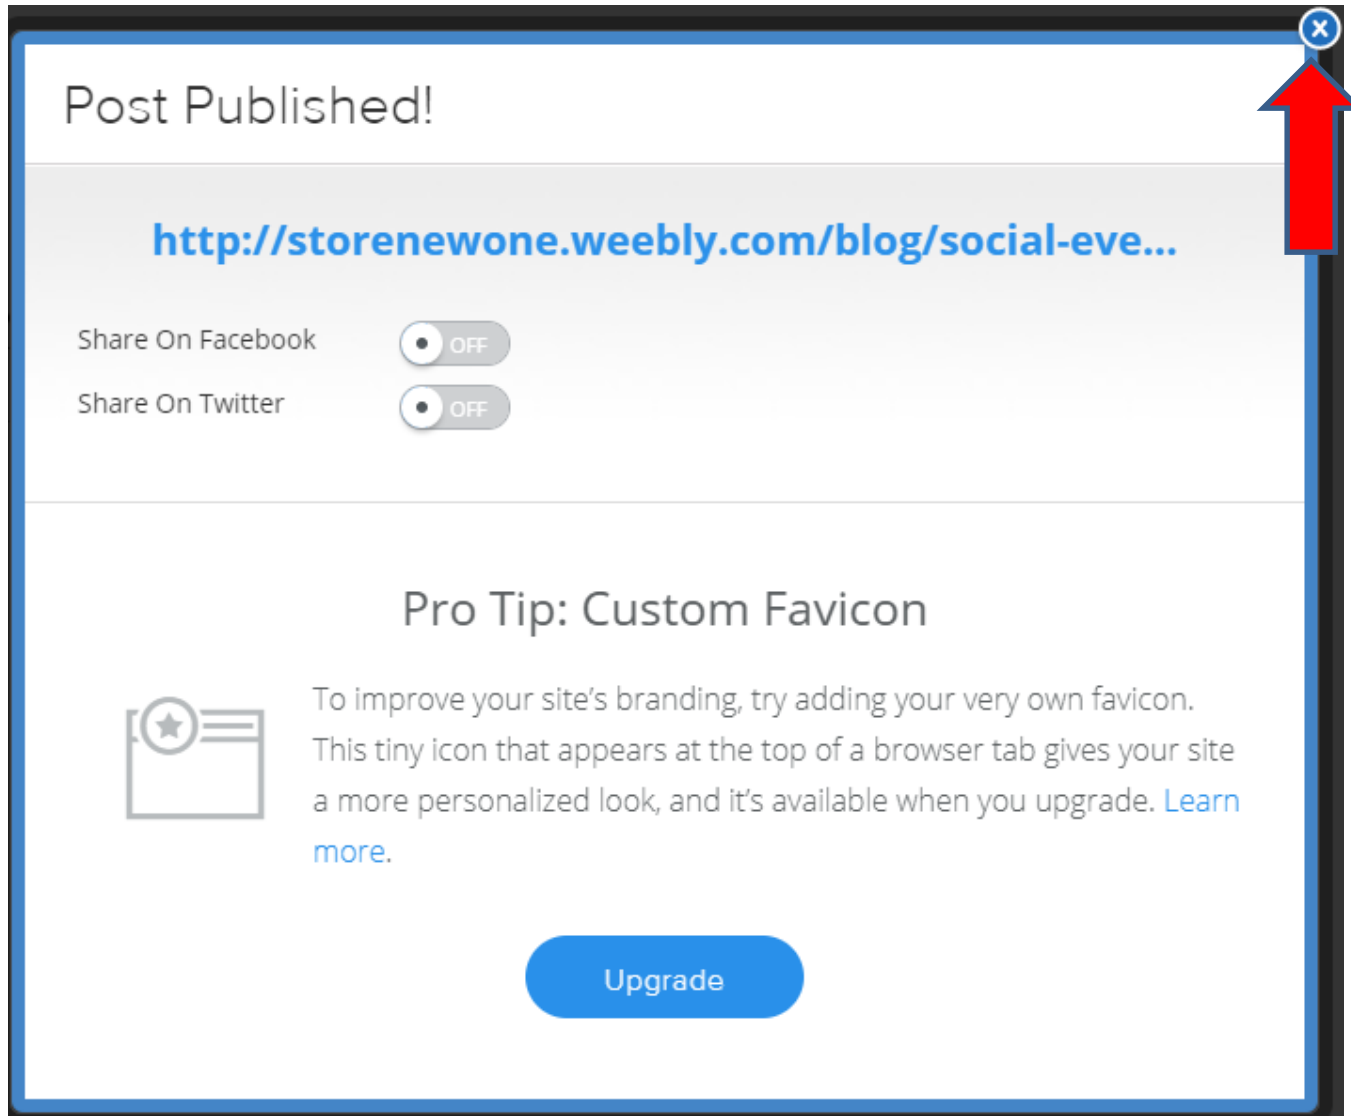 Post Published!
http://storenewone.weebly.com/blog/social-eve...
Share On Facebook
OFF
Share On Twitter
OFF
Pro Tip: Custom Favicon
To improve your site's branding, try adding your very own favicon.
This tiny icon that appears at the top of a browser tab gives your site
a more personalized look, and it's available when you upgrade. Learn
more.
Upgrade